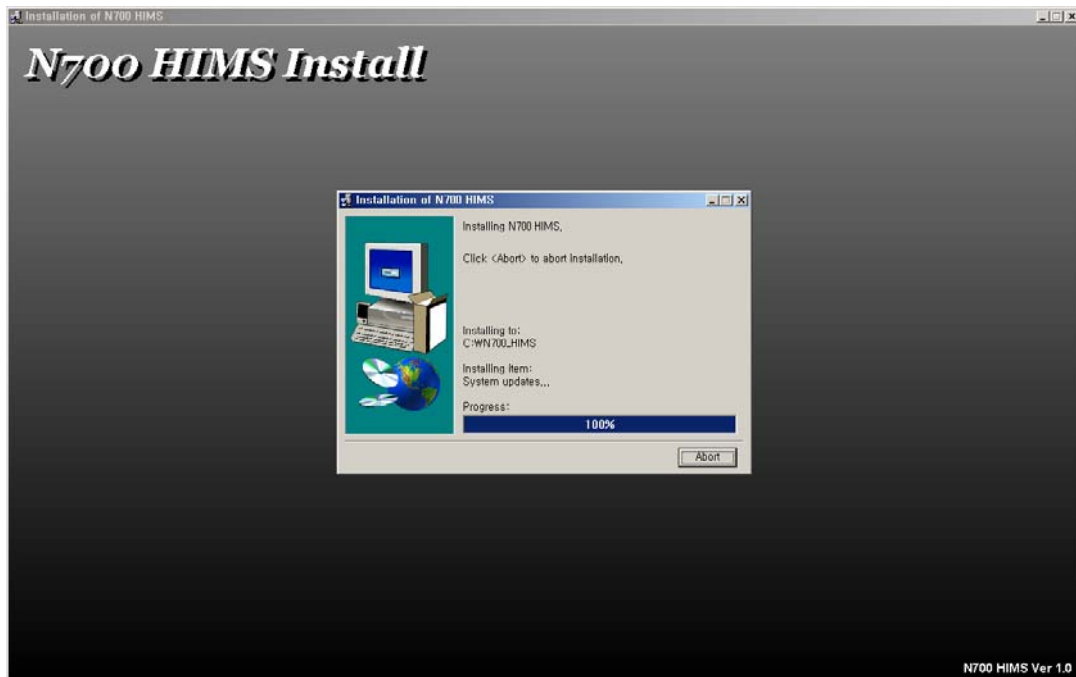 Installation of N700 HIMS
N700 HIMS Install
Installation of N700 HIMS
Installing N700 HIMS.
Click <Abort> to abort installation.
Installing to:
C:₩N700_HIMS
Installing Item:
System updates...
Progress:
100%
Abort
N700 HIMS Ver 1.0